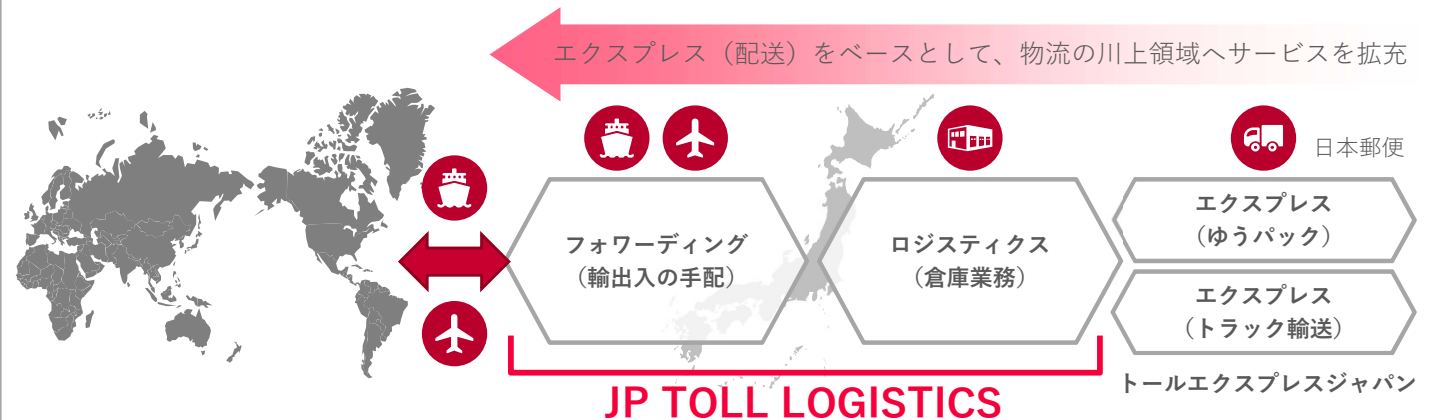 エクスプレス（配送）をベースとして、物流の川上領域へサービスを拡充
日本郵便
フォワーディング
（輸出入の手配）
ロジスティクス
（倉庫業務）
エクスプレス
（ゆうパック）
エクスプレス
（トラック輸送）
トールエクスプレスジャパン
JP TOLL LOGISTICS